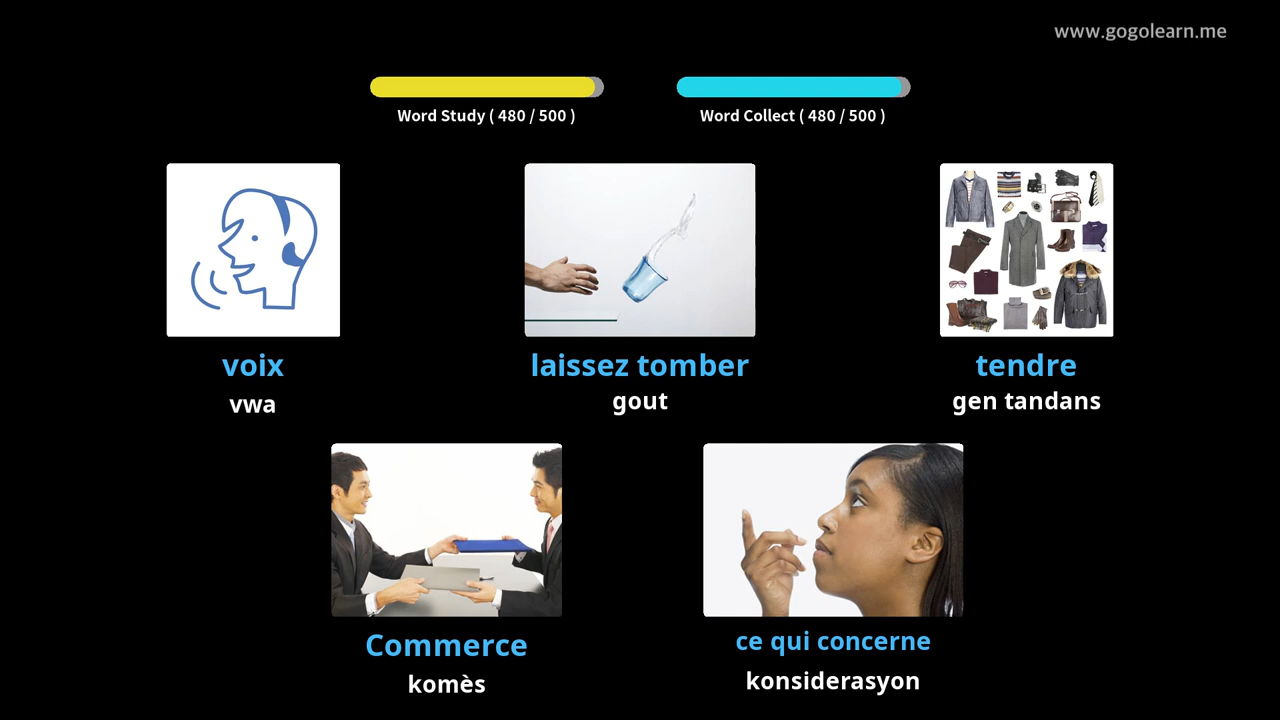 www.gogolearn.me
Word Study ( 480 / 500 )
Word Collect ( 480 / 500 )
voix
vwa
laissez tomber
gout
tendre
gen tandans
Commerce
komès
ce qui concerne
konsiderasyon